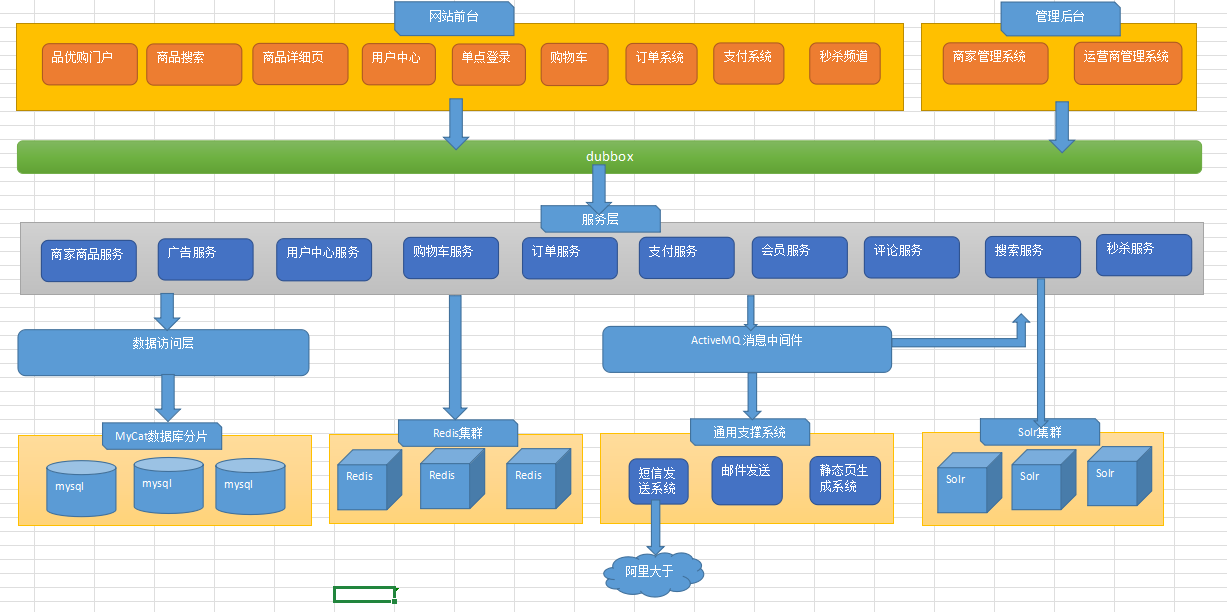 网站前台
管理后台
品优购门户
商品搜索
商品详细页
用户中心
单点登录
购物车
订单系统
支付系统
秒杀频道
商家管理系统
运营商管理系统
dubbox
服务层
商家商品服务
广告服务
用户中心服务
购物车服务
订单服务
支付服务
会员服务
评论服务
搜索服务
秒杀服务
数据访问层
ActiveMQ 消息中间件
MyCat数据库分片
Redis集群
通用支撑系统
Solr集群
mysql
mysql
mysql
Redis
Redis
Redis
短信发
送系统
邮件发送
静态页生
成系统
Solr
Solr
Solr
阿里大于